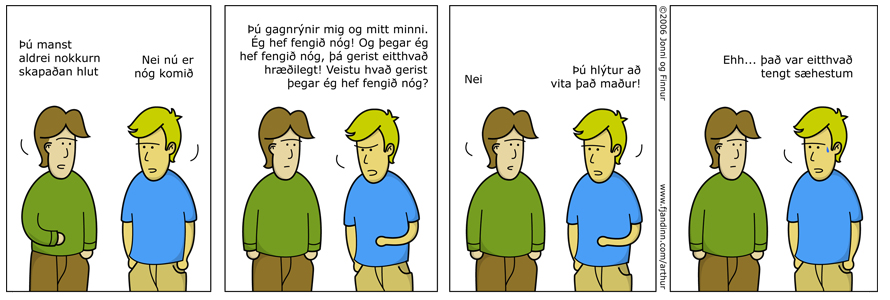 Þú manst
aldrei nokkurn
skapaðan hlut
Nei nú er
nóg komið
Þú gagnrýnir mig og mitt minni.
Ég hef fengið nóg! Og þegar ég
hef fengið nóg, þá gerist eitthvað
hræðilegt! Veistu hvað gerist
þegar ég hef fengið nóg?
Nei
Þú hlýtur að
vita það maður!
©2006 Jonni og Finnur
www.fjandinn.com/arthur
Ehh... það var eitthvað
tengt sæhestum